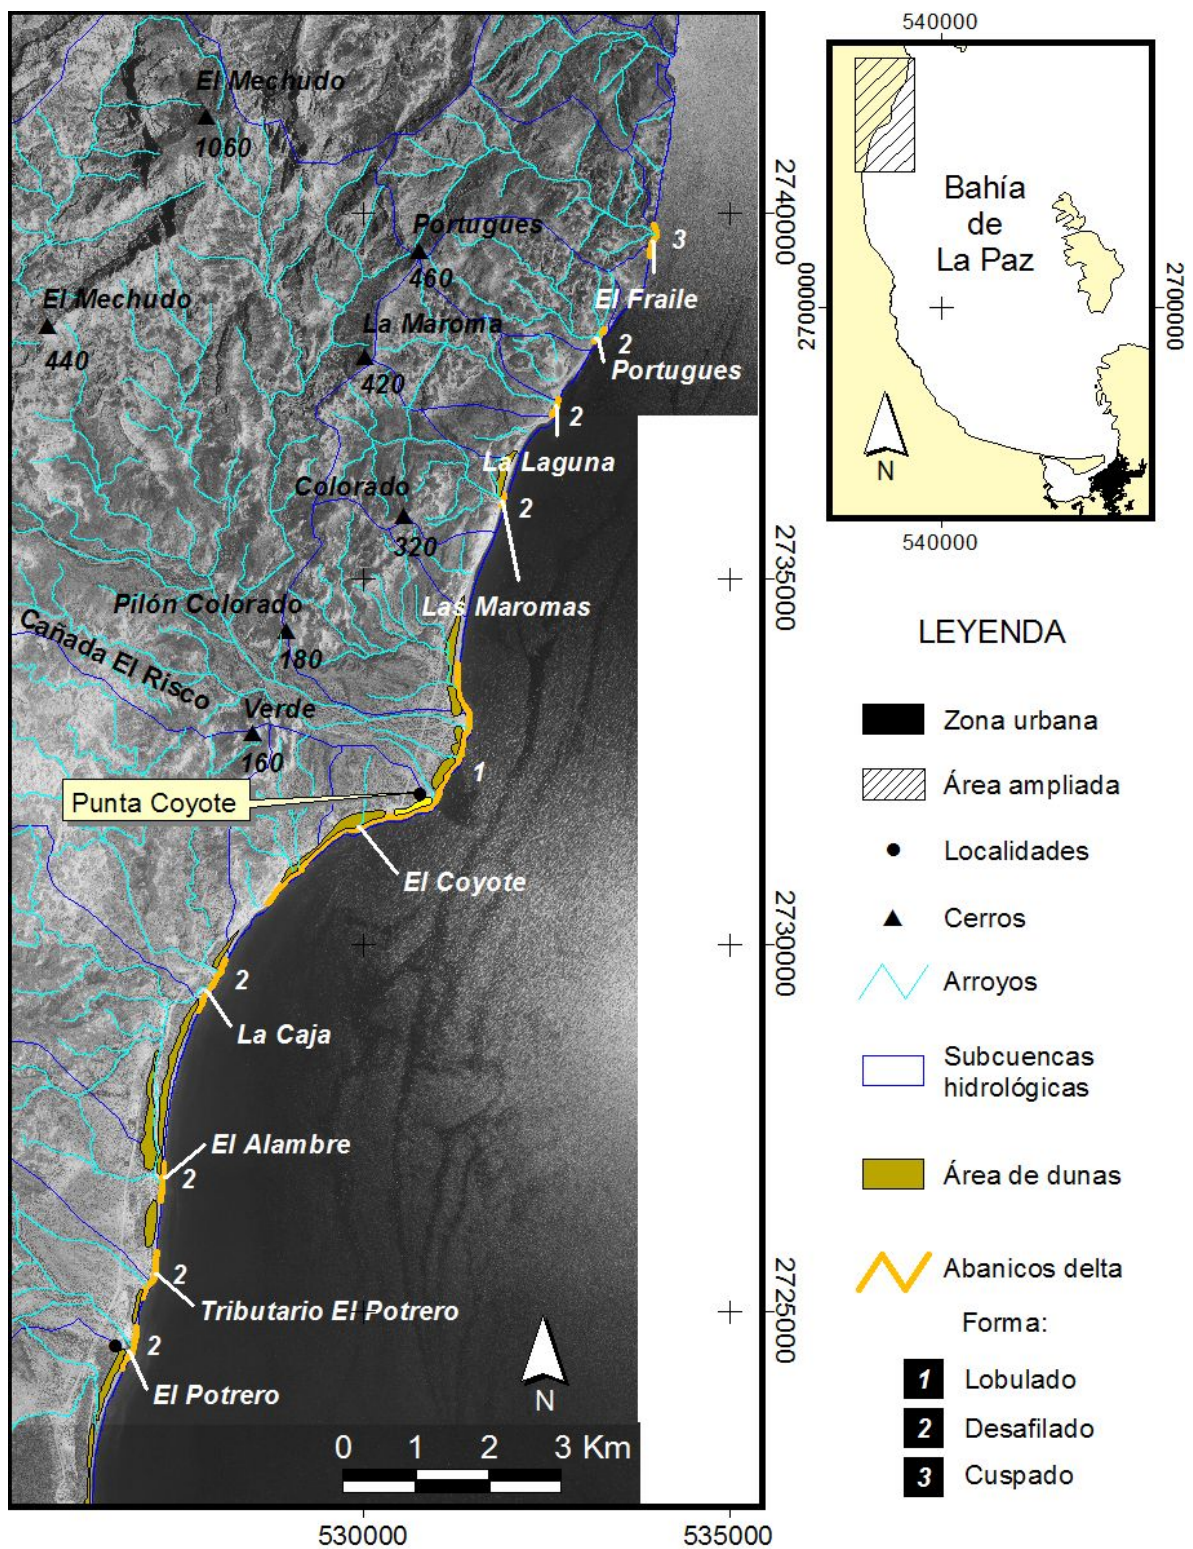 El Mechudo
1060
Portugues
460
3
El Mechudo
440
El Fraile
La Maroma
420
2
Portugues
2
La Laguna
Colorado
320
2
Las Maromas
Pilón Colorado
180
Cañada El Risco
Verde
160
1
Punta Coyote
El Coyote
2
La Caja
El Alambre
2
2
Tributario El Potrero
2
El Potrero
N
0 1 2 3 Km
530000
535000
2740000
2735000
2730000
2725000
540000
Bahía
de
La Paz
2700000
2700000
N
540000
LEYENDA
Zona urbana
Área ampliada
Localidades
Cerros
Arroyos
Subcuencas
hidrológicas
Área de dunas
Abanicos delta
Forma:
1 Lobulado
2 Desafilado
3 Cuspado